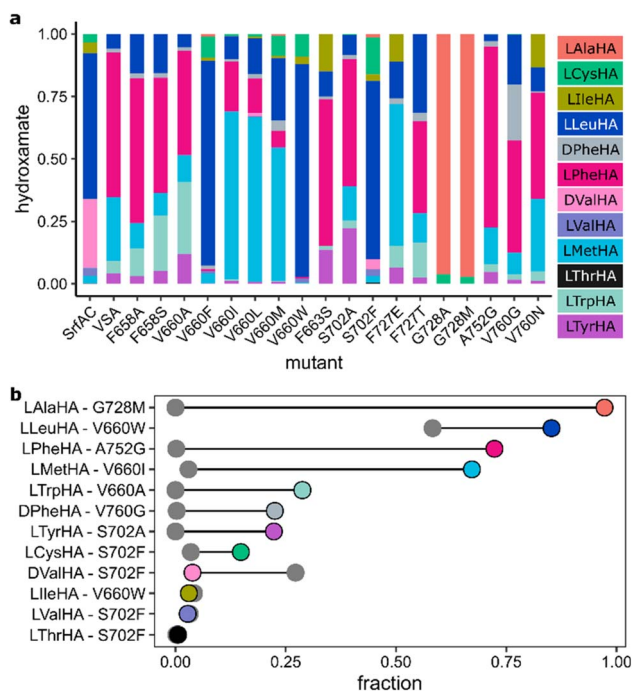 a
1.00
0.75
0.50
0.25
0.00
hydroxamate
SrfAC
VSA
F658A
F658S
V660A
V660F
V660I
V660L
V660M
V660W
F663S
S702A
S702F
F727E
F727T
G728A
G728M
A752G
V760G
V760N
mutant
LAlaHA
LCysHA
LIleHA
LLeuHA
DPheHA
LPheHA
DValHA
LValHA
LMetHA
LThrHA
LTrpHA
LTyrHA
b
LAlaHA - G728M
LLeuHA - V660W
LPheHA - A752G
LMetHA - V660I
LTrpHA - V660A
DPheHA - V760G
LTyrHA - S702A
LCysHA - S702F
DValHA - S702F
LIleHA - V660W
LValHA - S702F
LThrHA - S702F
0.00 0.25 0.50 0.75 1.00
fraction